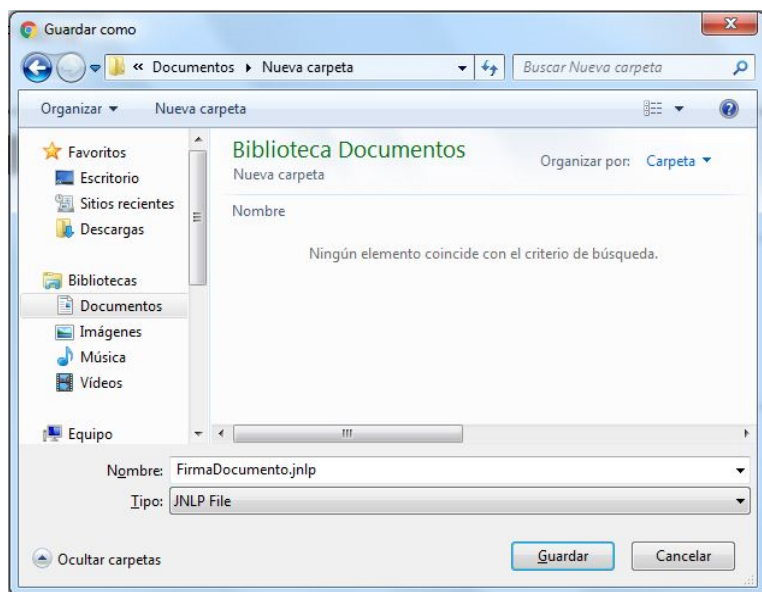 Guardar como
« Documentos Nueva carpeta
Buscar Nueva carpeta
Organizar
Nueva carpeta
Favoritos
Escritorio
Sitios recientes
Descargas
Bibliotecas
Documentos
Imágenes
Música
Vídeos
Equipo
Biblioteca Documentos
Nueva carpeta
Organizar por: Carpeta
Nombre
Ningún elemento coincide con el criterio de búsqueda.
Nombre: FirmaDocumento.jnlp
Tipo: JNLP File
Ocultar carpetas
Guardar
Cancelar